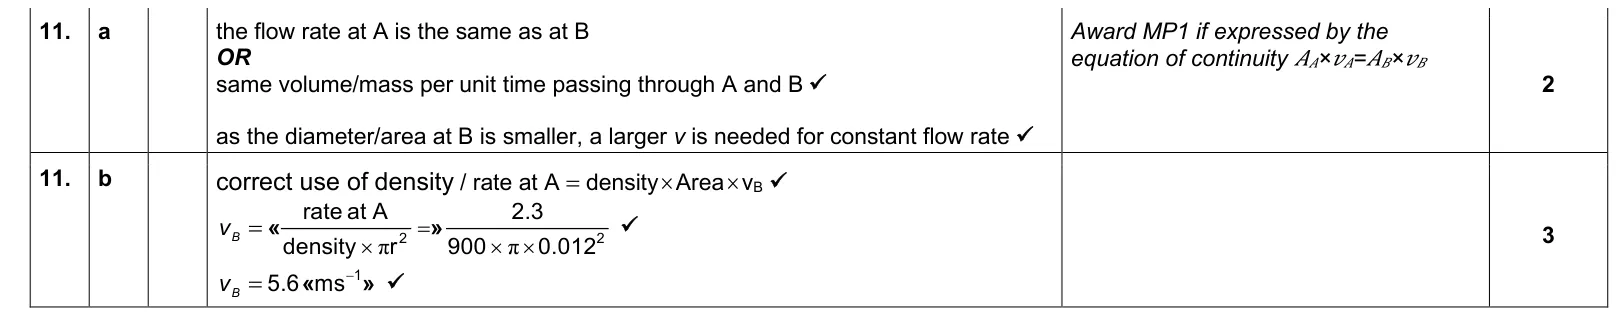 11. a the flow rate at A is the same as at B
OR
same volume/mass per unit time passing through A and B ✓
as the diameter/area at B is smaller, a larger v is needed for constant flow rate ✓
Award MP1 if expressed by the
equation of continuity A_A×v_A=A_B×v_B
2
11. b correct use of density / rate at A = density×Area×v_B ✓
v_B = «rate at A / density × πr² =» 2.3 / 900 × π × 0.012² ✓
v_B = 5.6 «ms⁻¹» ✓
3